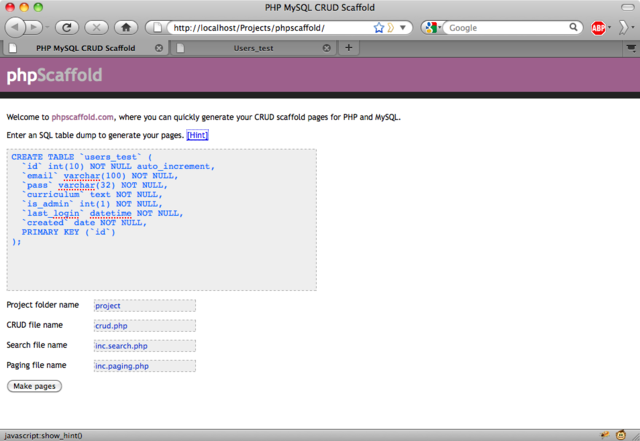 PHP MySQL CRUD Scaffold
http://localhost/Projects/phpscaffold/
Google
ABP
PHP MySQL CRUD Scaffold
Users_test
phpScaffold
Welcome to phpscaffold.com, where you can quickly generate your CRUD scaffold pages for PHP and MySQL.
Enter an SQL table dump to generate your pages. [Hint]
CREATE TABLE `users_test` (
`id` int(10) NOT NULL auto_increment,
`email` varchar(100) NOT NULL,
`pass` varchar(32) NOT NULL,
`curriculum` text NOT NULL,
`is_admin` int(1) NOT NULL,
`last_login` datetime NOT NULL,
`created` date NOT NULL,
PRIMARY KEY (`id`)
);
Project folder name project
CRUD file name crud.php
Search file name inc.search.php
Paging file name inc.paging.php
Make pages
javascript:show_hint()